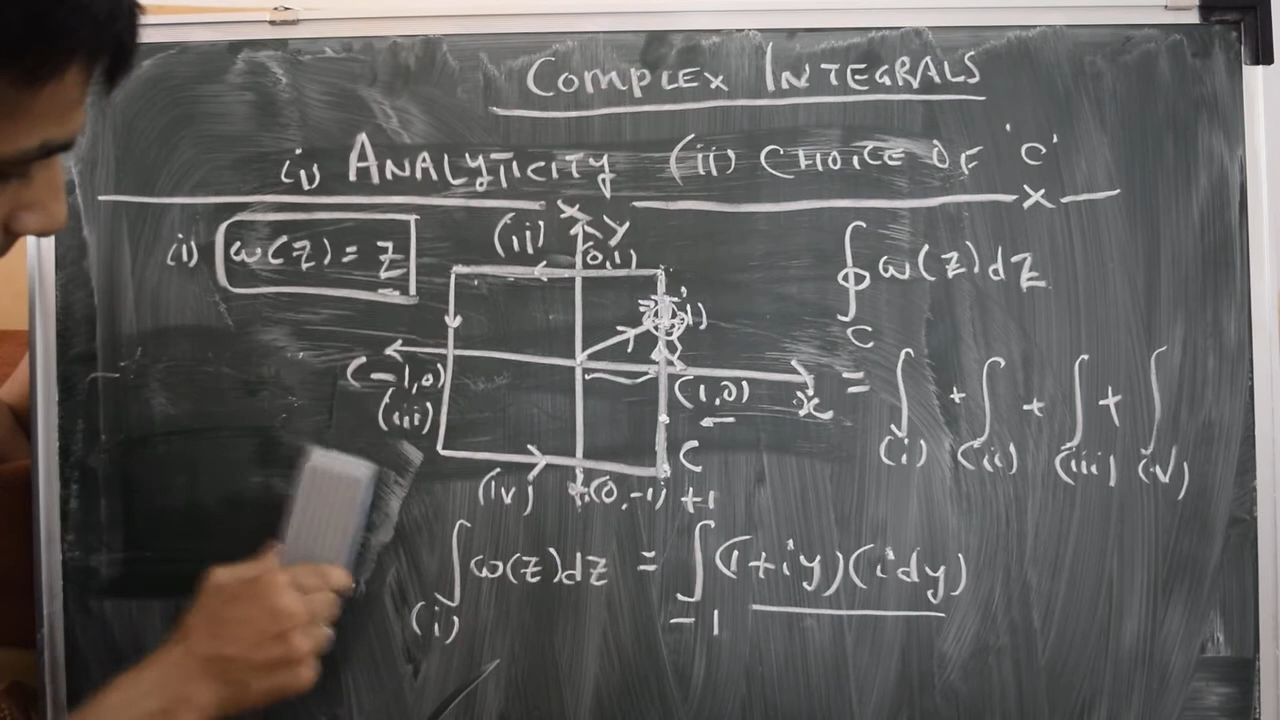 COMPLEX INTEGRALS
(i) ANALYTICITY (ii) CHOICE OF 'C'
(i) ω(z) = z
(ii)
Y
0,1)
∮_C ω(z)dz
(-1,0)
(iii)
(1,0)
x
= ∫_(i) + ∫_(ii) + ∫_(iii) + ∫_(iv)
C
(iv)
(0,-1)
∫_(i) ω(z)dz = ∫_{-1}^{+1} (1+iy)(idy)